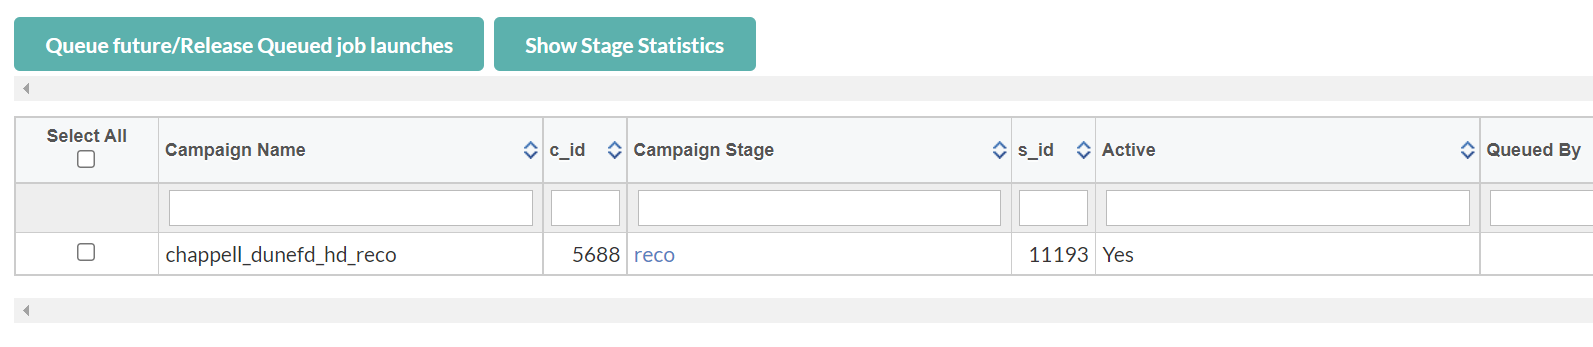 Queue future/Release Queued job launches Show Stage Statistics
Select All Campaign Name c_id Campaign Stage s_id Active Queued By
chappell_dunefd_hd_reco 5688 reco 11193 Yes